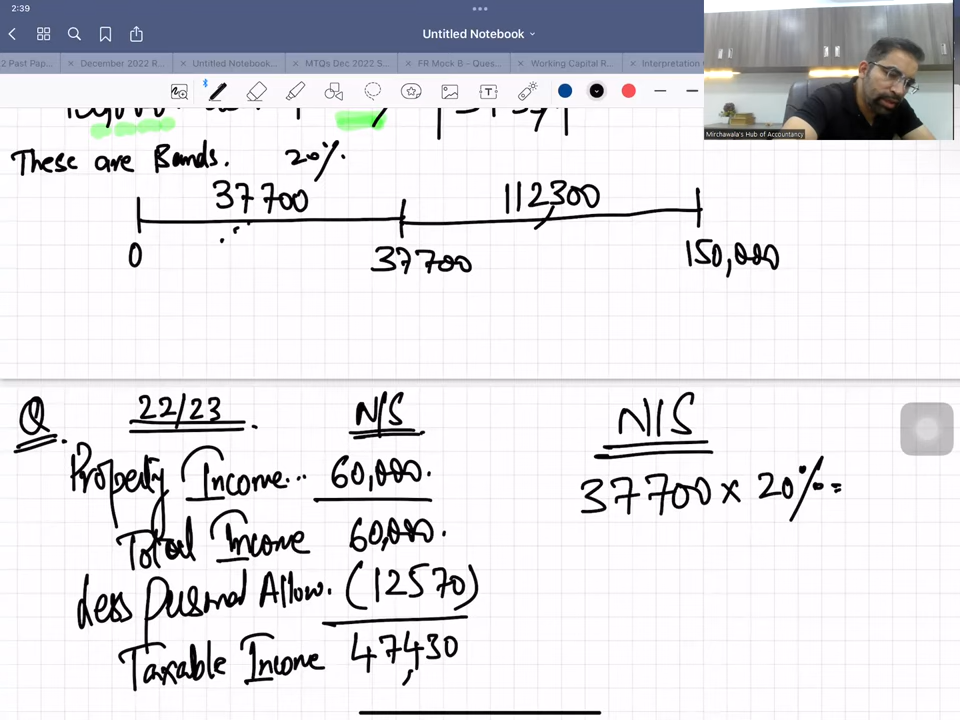 2:39
Untitled Notebook
2 Past Pap... × December 2022 R... × Untitled Notebook... × MTQs Dec 2022 S... × FR Mock B - Ques... × Working Capital R... × Interpretation
Mirchawala's Hub of Accountancy
These are Bands. 20%.
37700 112300
0 37700 150,000
Q. 22/23. N/S N/S
Property Income... 60,000. 37700 x 20% =
Total Income 60,000.
Less Personal Allow. (12570)
Taxable Income 47,430